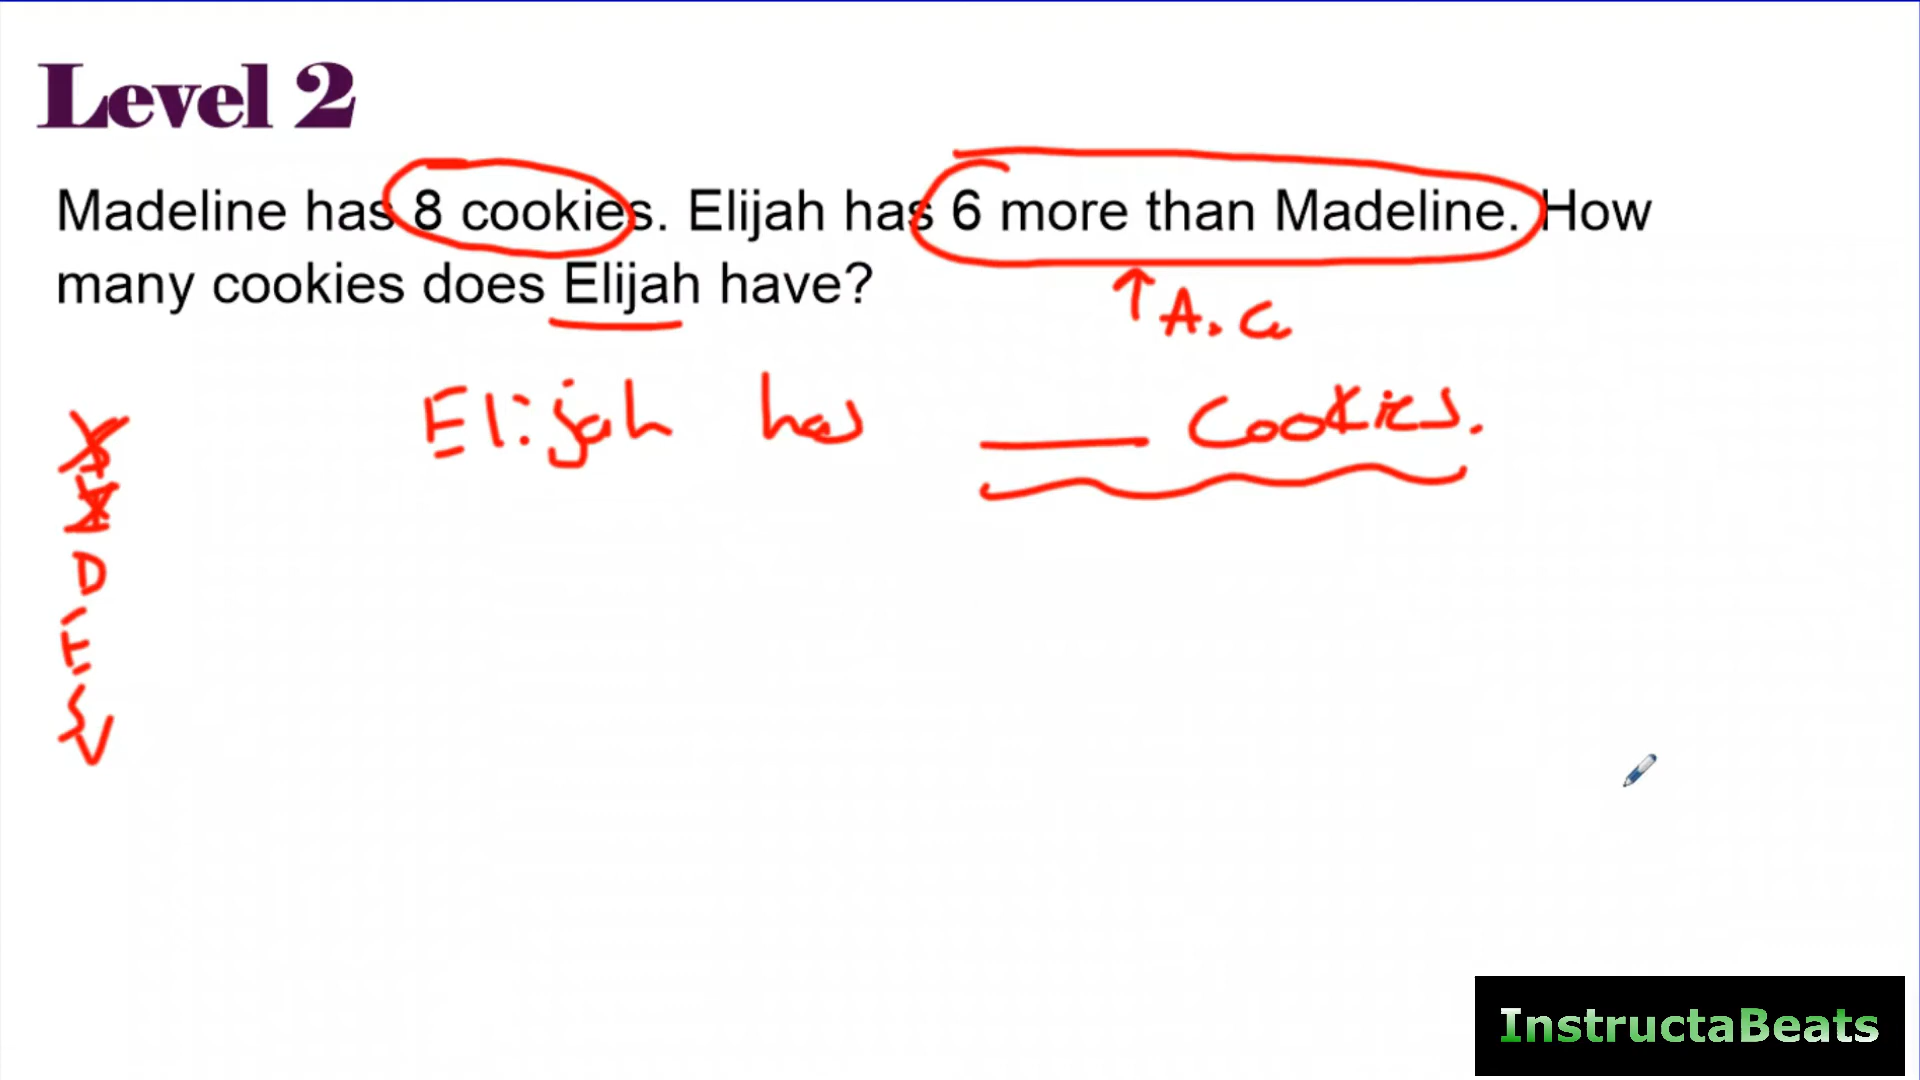 Level 2
Madeline has 8 cookies. Elijah has 6 more than Madeline. How
many cookies does Elijah have?
A. C
Elijah has ____ Cookies.
D
E
InstructaBeats